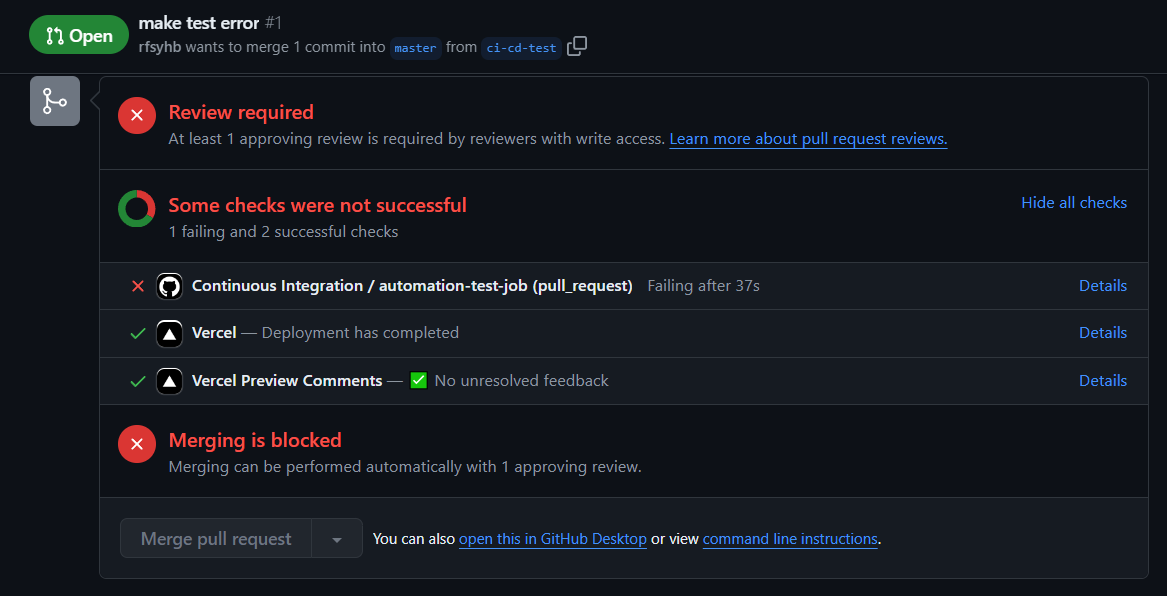 Open
make test error #1
rfsyhb wants to merge 1 commit into master from ci-cd-test
Review required
At least 1 approving review is required by reviewers with write access. Learn more about pull request reviews.
Some checks were not successful
Hide all checks
1 failing and 2 successful checks
Continuous Integration / automation-test-job (pull_request) Failing after 37s
Details
Vercel — Deployment has completed
Details
Vercel Preview Comments — ✅ No unresolved feedback
Details
Merging is blocked
Merging can be performed automatically with 1 approving review.
Merge pull request
You can also open this in GitHub Desktop or view command line instructions.